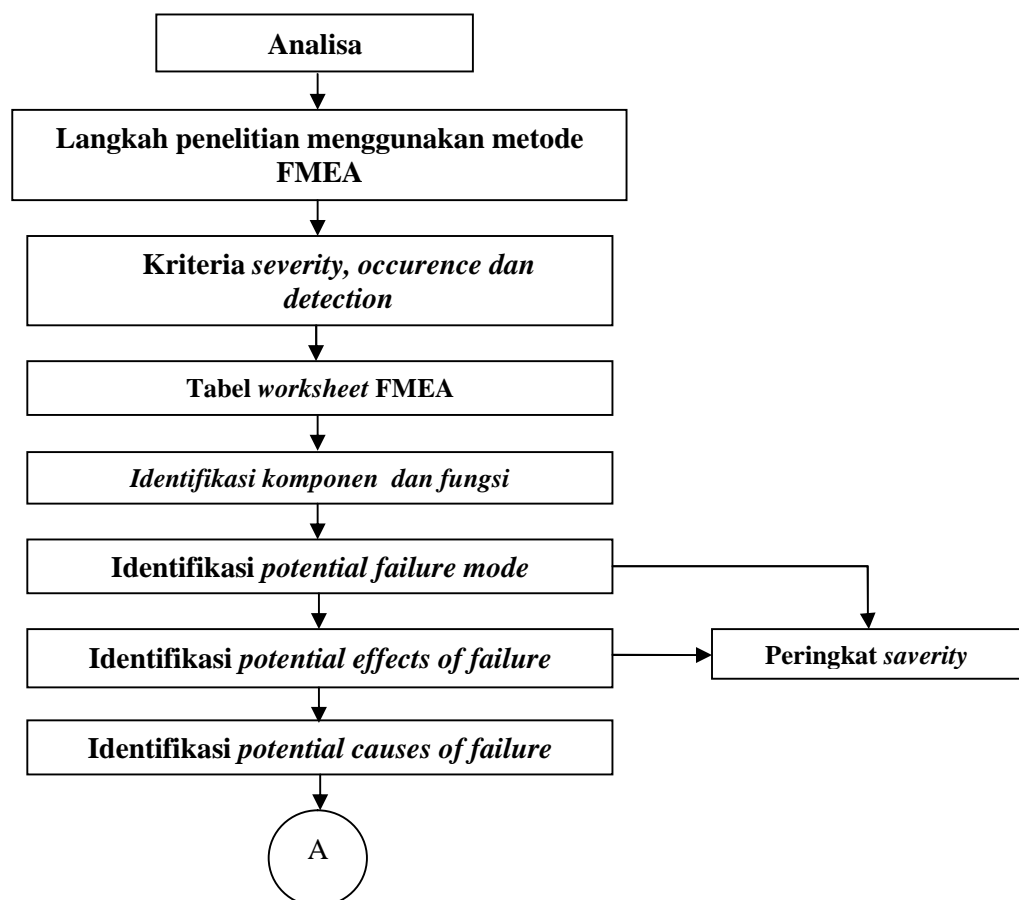 Analisa
Langkah penelitian menggunakan metode
FMEA
Kriteria severity, occurence dan
detection
Tabel worksheet FMEA
Identifikasi komponen dan fungsi
Identifikasi potential failure mode
Identifikasi potential effects of failure
Peringkat saverity
Identifikasi potential causes of failure
A